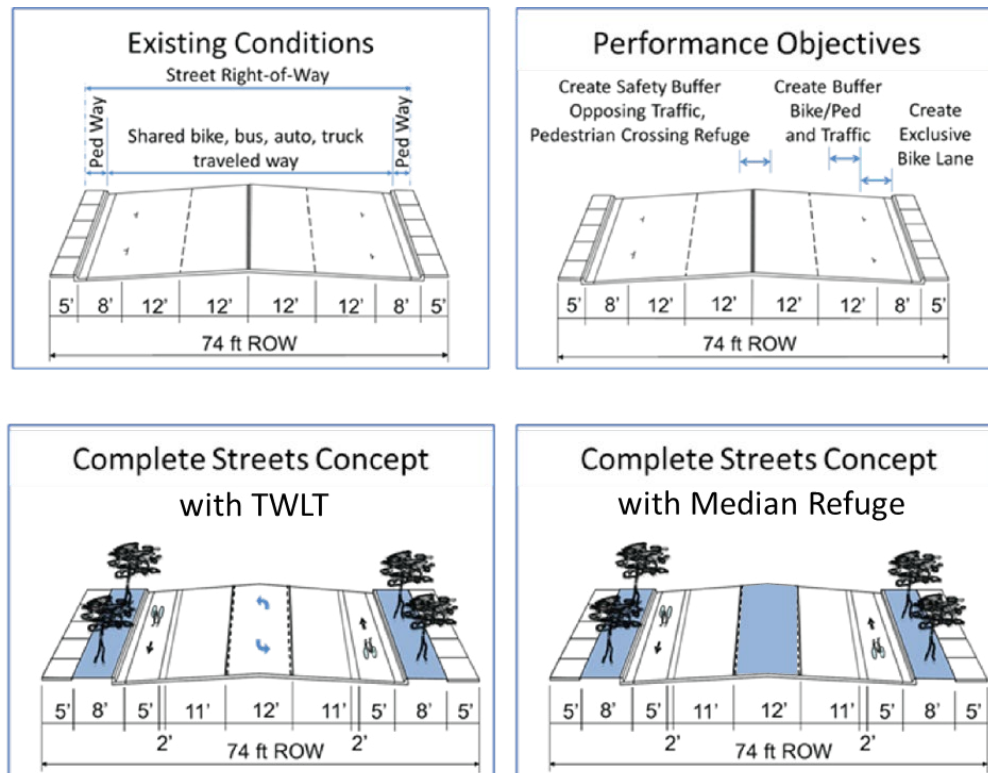 Existing Conditions
Street Right-of-Way
Ped Way
Shared bike, bus, auto, truck
traveled way
Ped Way
5' 8' 12' 12' 12' 12' 8' 5'
74 ft ROW
Performance Objectives
Create Safety Buffer
Opposing Traffic,
Pedestrian Crossing Refuge
Create Buffer
Bike/Ped
and Traffic
Create
Exclusive
Bike Lane
5' 8' 12' 12' 12' 12' 8' 5'
74 ft ROW
Complete Streets Concept
with TWLT
5' 8' 5' 11' 12' 11' 5' 8' 5'
2' 2'
74 ft ROW
Complete Streets Concept
with Median Refuge
5' 8' 5' 11' 12' 11' 5' 8' 5'
2' 2'
74 ft ROW